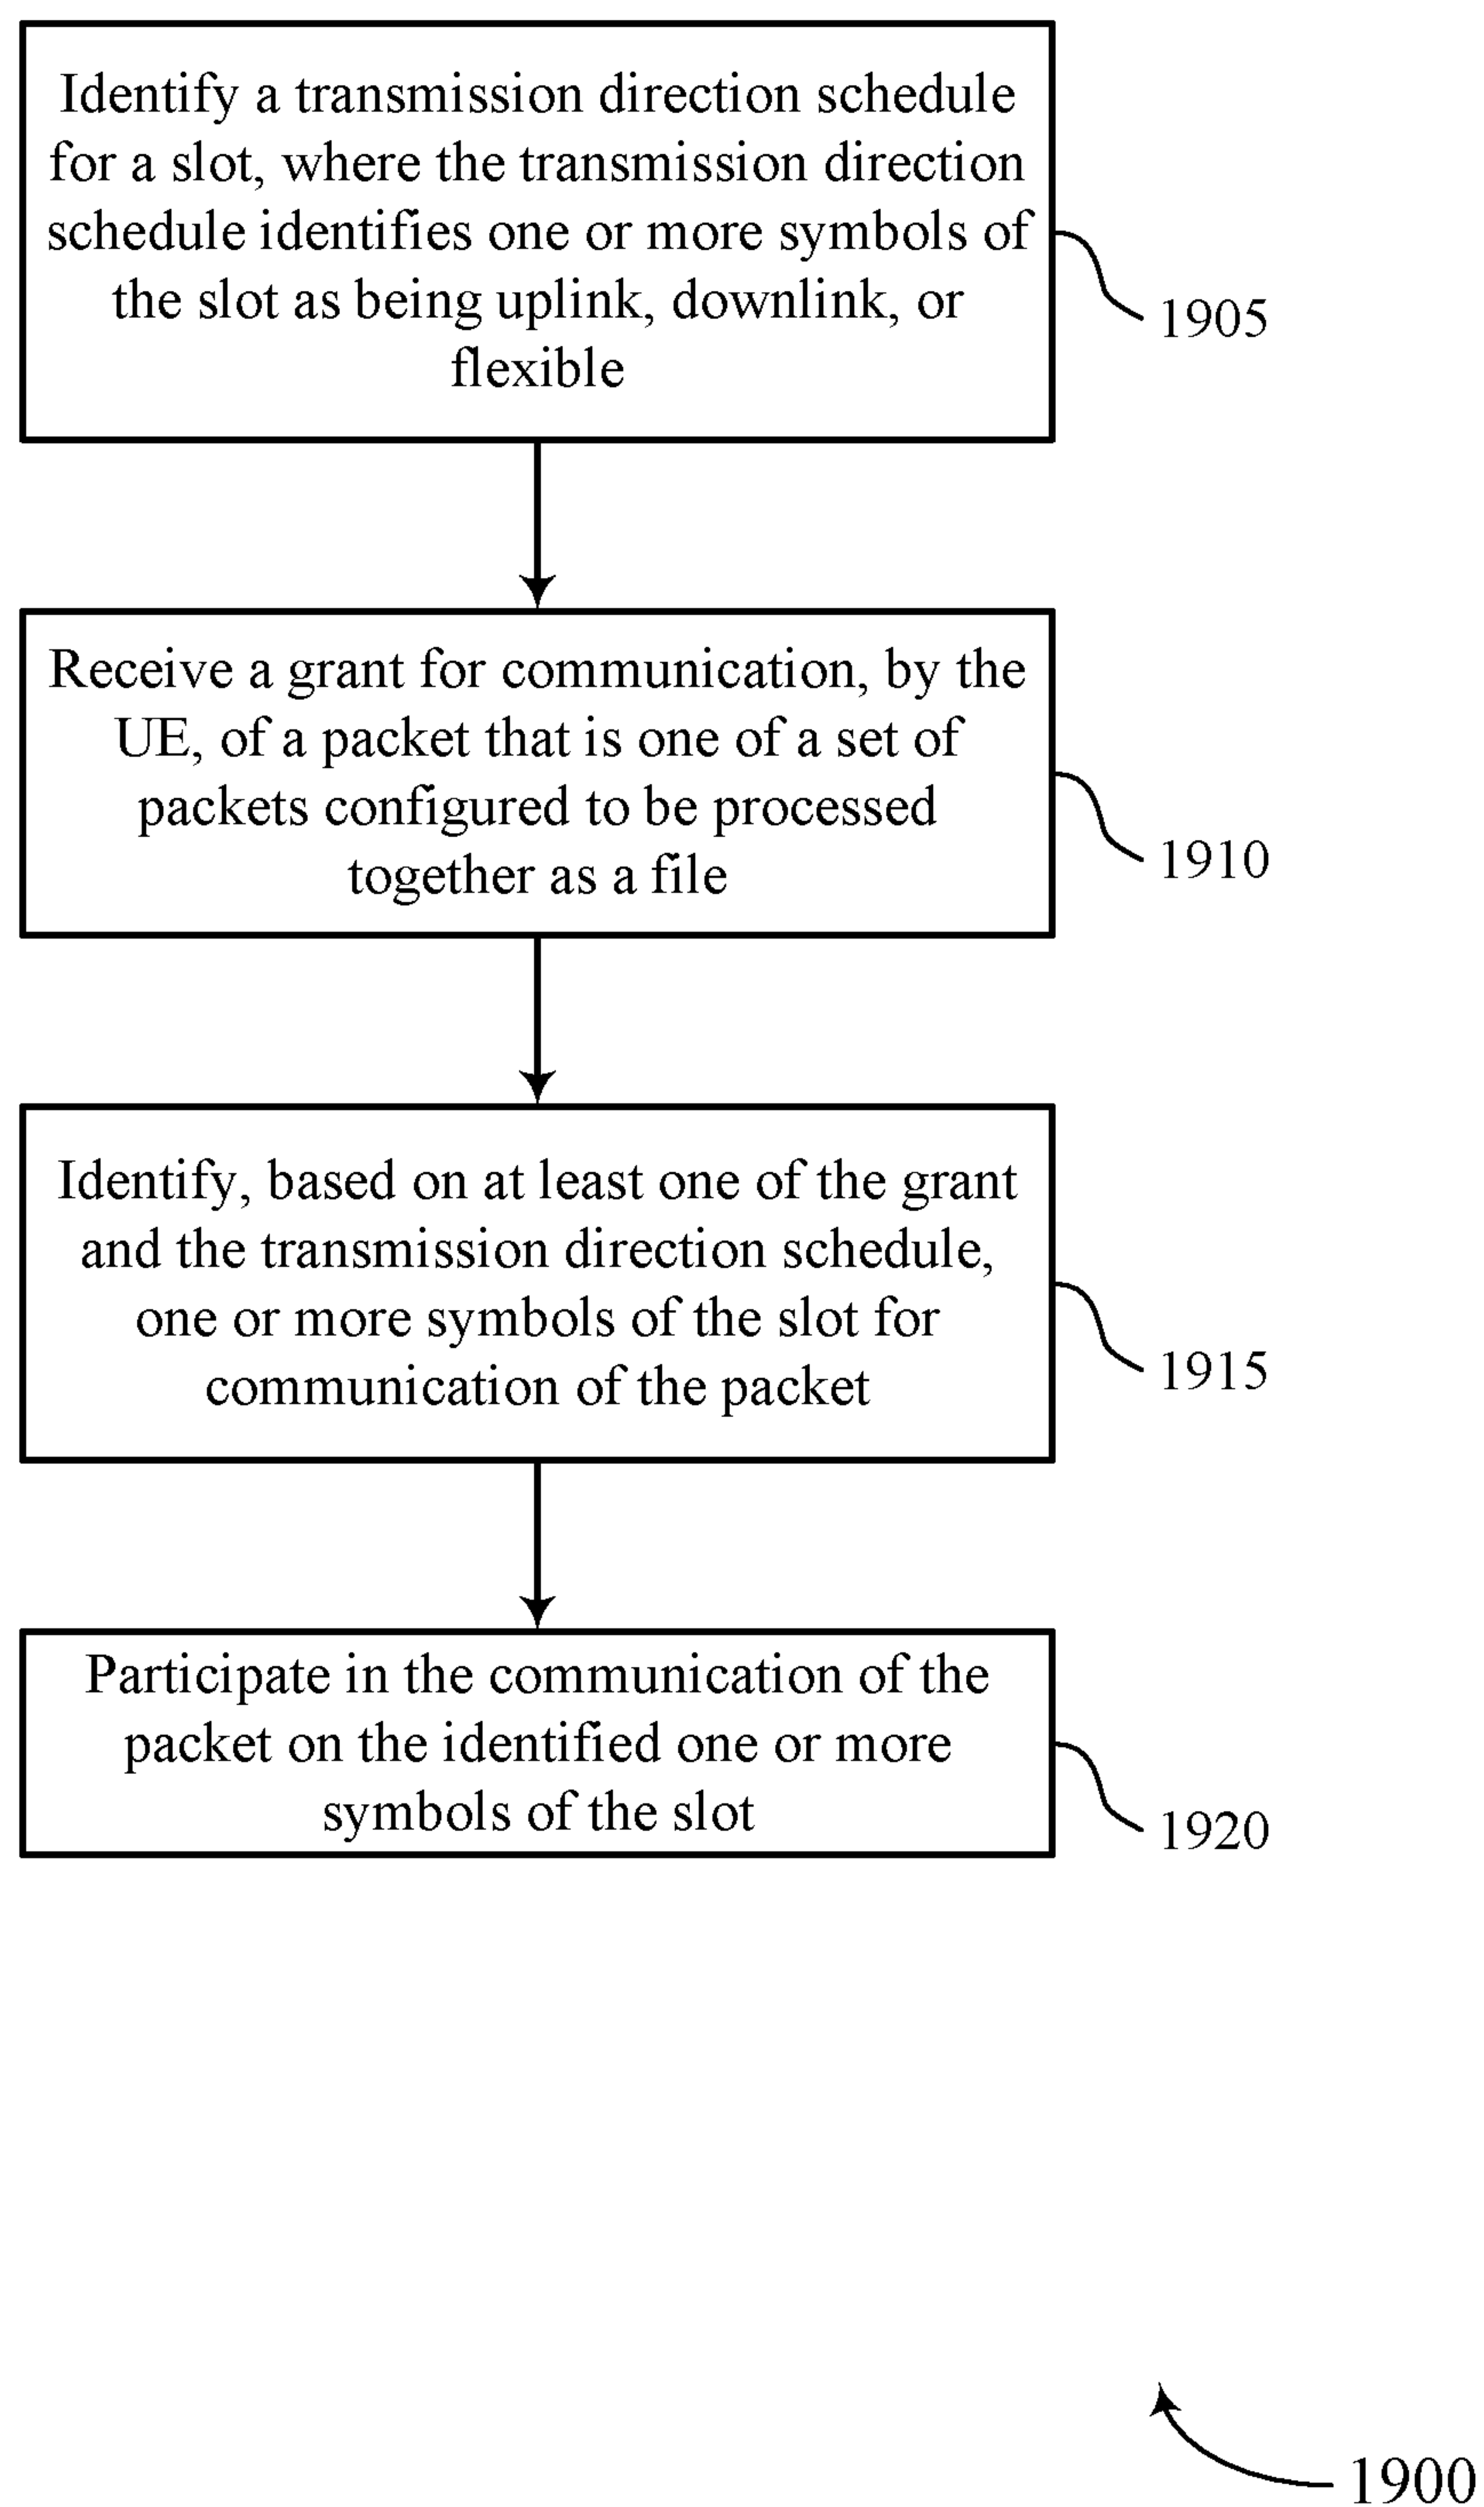 Identify a transmission direction schedule
for a slot, where the transmission direction
schedule identifies one or more symbols of
the slot as being uplink, downlink, or
flexible
1905
Receive a grant for communication, by the
UE, of a packet that is one of a set of
packets configured to be processed
together as a file
1910
Identify, based on at least one of the grant
and the transmission direction schedule,
one or more symbols of the slot for
communication of the packet
1915
Participate in the communication of the
packet on the identified one or more
symbols of the slot
1920
1900